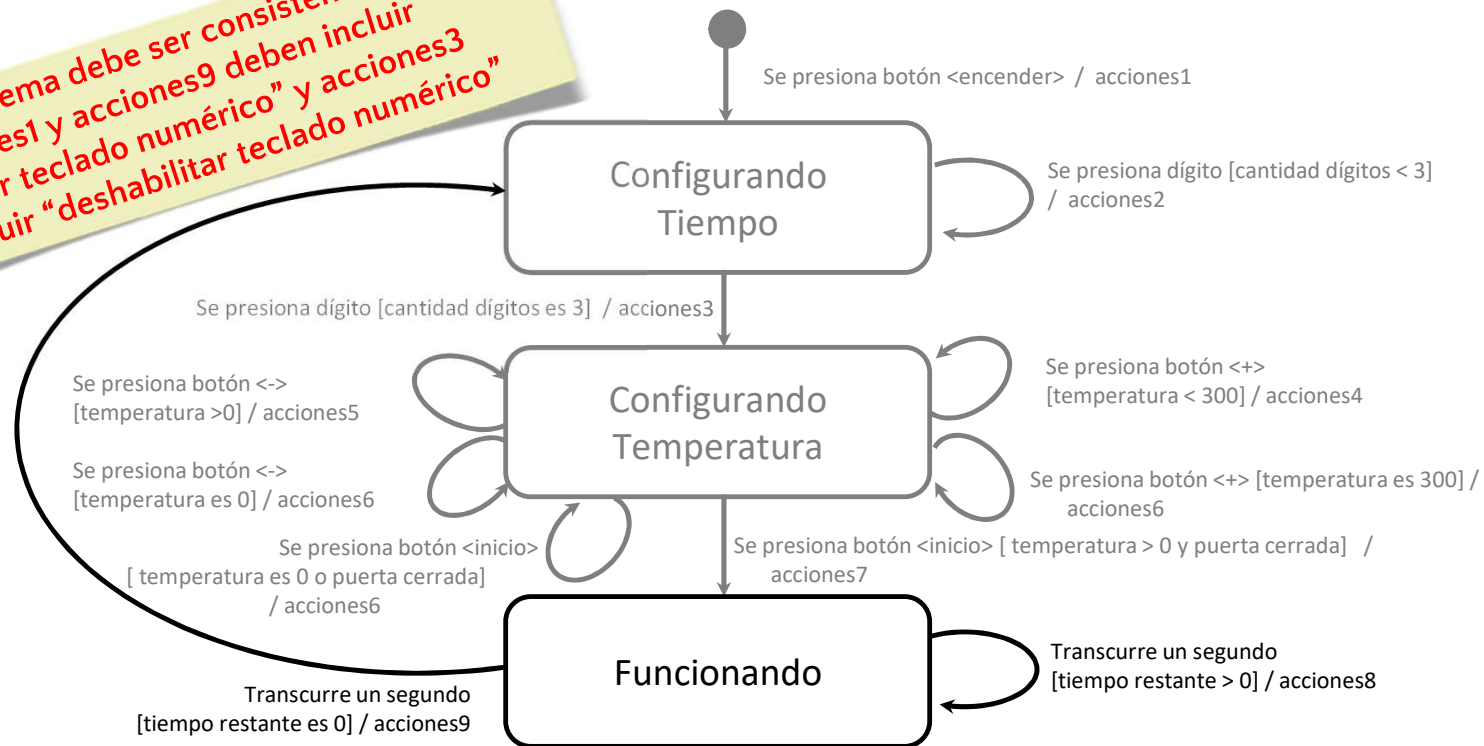 ema debe ser consisten
es1 y acciones9 deben incluir
r teclado numérico” y acciones3
uir “deshabilitar teclado numérico”
Se presiona botón <encender> / acciones1
Configurando
Tiempo
Se presiona dígito [cantidad dígitos < 3]
/ acciones2
Se presiona dígito [cantidad dígitos es 3] / acciones3
Se presiona botón <->
[temperatura >0] / acciones5
Configurando
Temperatura
Se presiona botón <+>
[temperatura < 300] / acciones4
Se presiona botón <->
[temperatura es 0] / acciones6
Se presiona botón <+> [temperatura es 300] /
acciones6
Se presiona botón <inicio>
[ temperatura es 0 o puerta cerrada]
/ acciones6
Se presiona botón <inicio> [ temperatura > 0 y puerta cerrada] /
acciones7
Funcionando
Transcurre un segundo
[tiempo restante > 0] / acciones8
Transcurre un segundo
[tiempo restante es 0] / acciones9